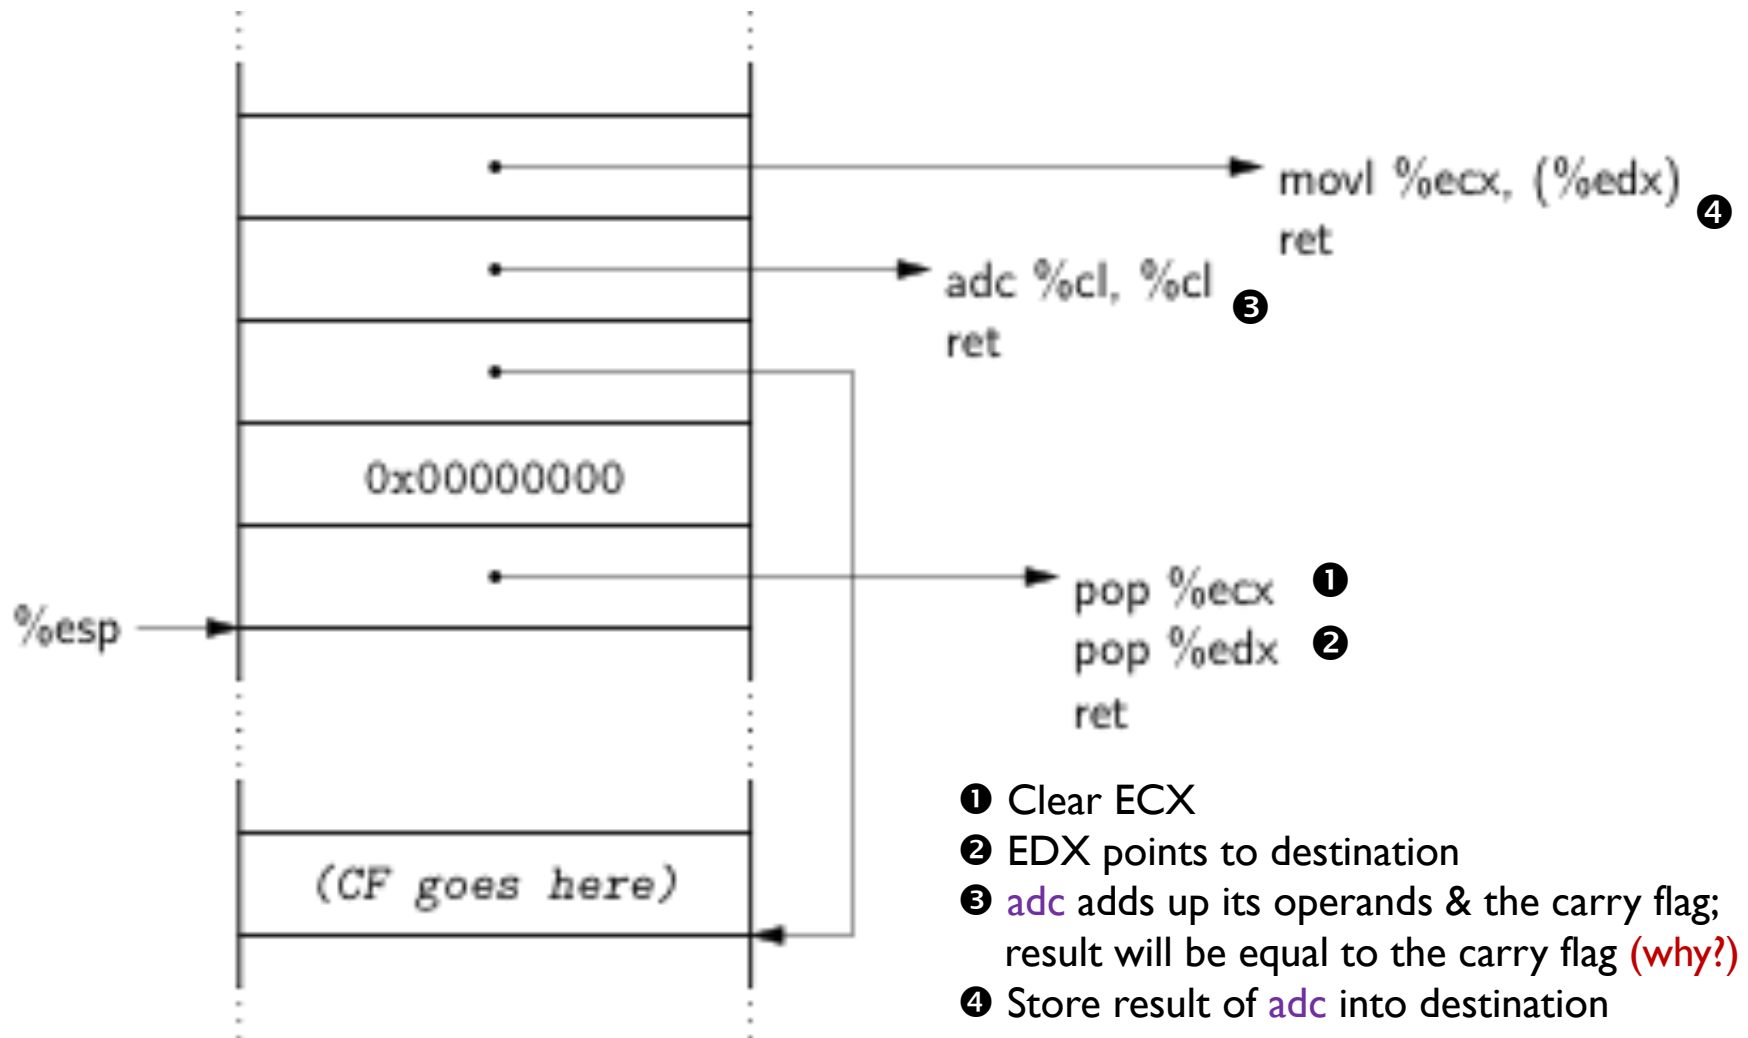 movl %ecx, (%edx)
❹
ret
adc %cl, %cl
❸
ret
0x00000000
pop %ecx ❶
%esp
pop %edx ❷
ret
(CF goes here)
❶ Clear ECX
❷ EDX points to destination
❸ adc adds up its operands & the carry flag;
result will be equal to the carry flag (why?)
❹ Store result of adc into destination